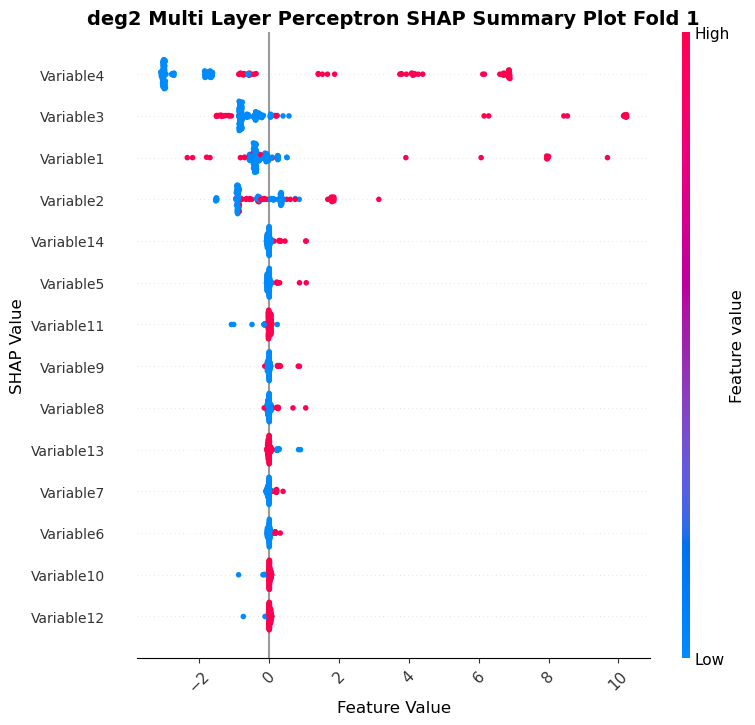 deg2 Multi Layer Perceptron SHAP Summary Plot Fold 1
High
Variable4
Variable3
Variable1
Variable2
Variable14
Variable5
Variable11
Variable9
Variable8
Variable13
Variable7
Variable6
Variable10
Variable12
SHAP Value
Feature value
Low
−2
0
2
4
6
8
10
Feature Value